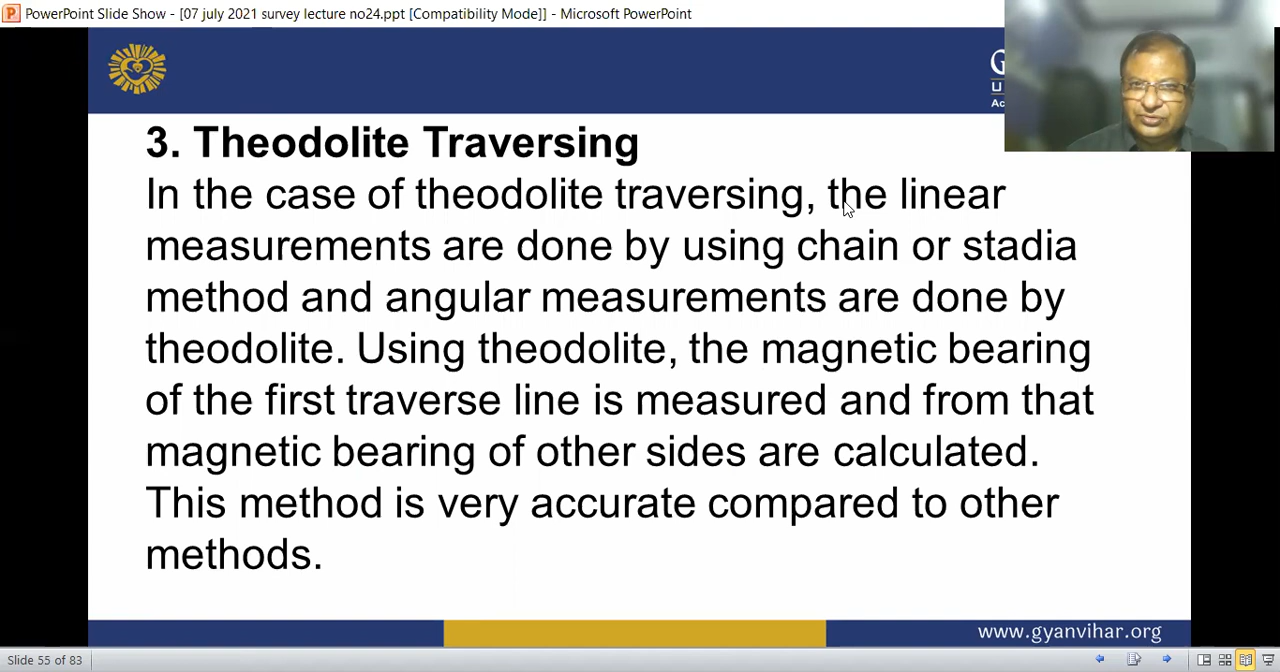 PowerPoint Slide Show - [07 july 2021 survey lecture no24.ppt [Compatibility Mode]] - Microsoft PowerPoint
3. Theodolite Traversing
In the case of theodolite traversing, the linear
measurements are done by using chain or stadia
method and angular measurements are done by
theodolite. Using theodolite, the magnetic bearing
of the first traverse line is measured and from that
magnetic bearing of other sides are calculated.
This method is very accurate compared to other
methods.
www.gyanvihar.org
Slide 55 of 83